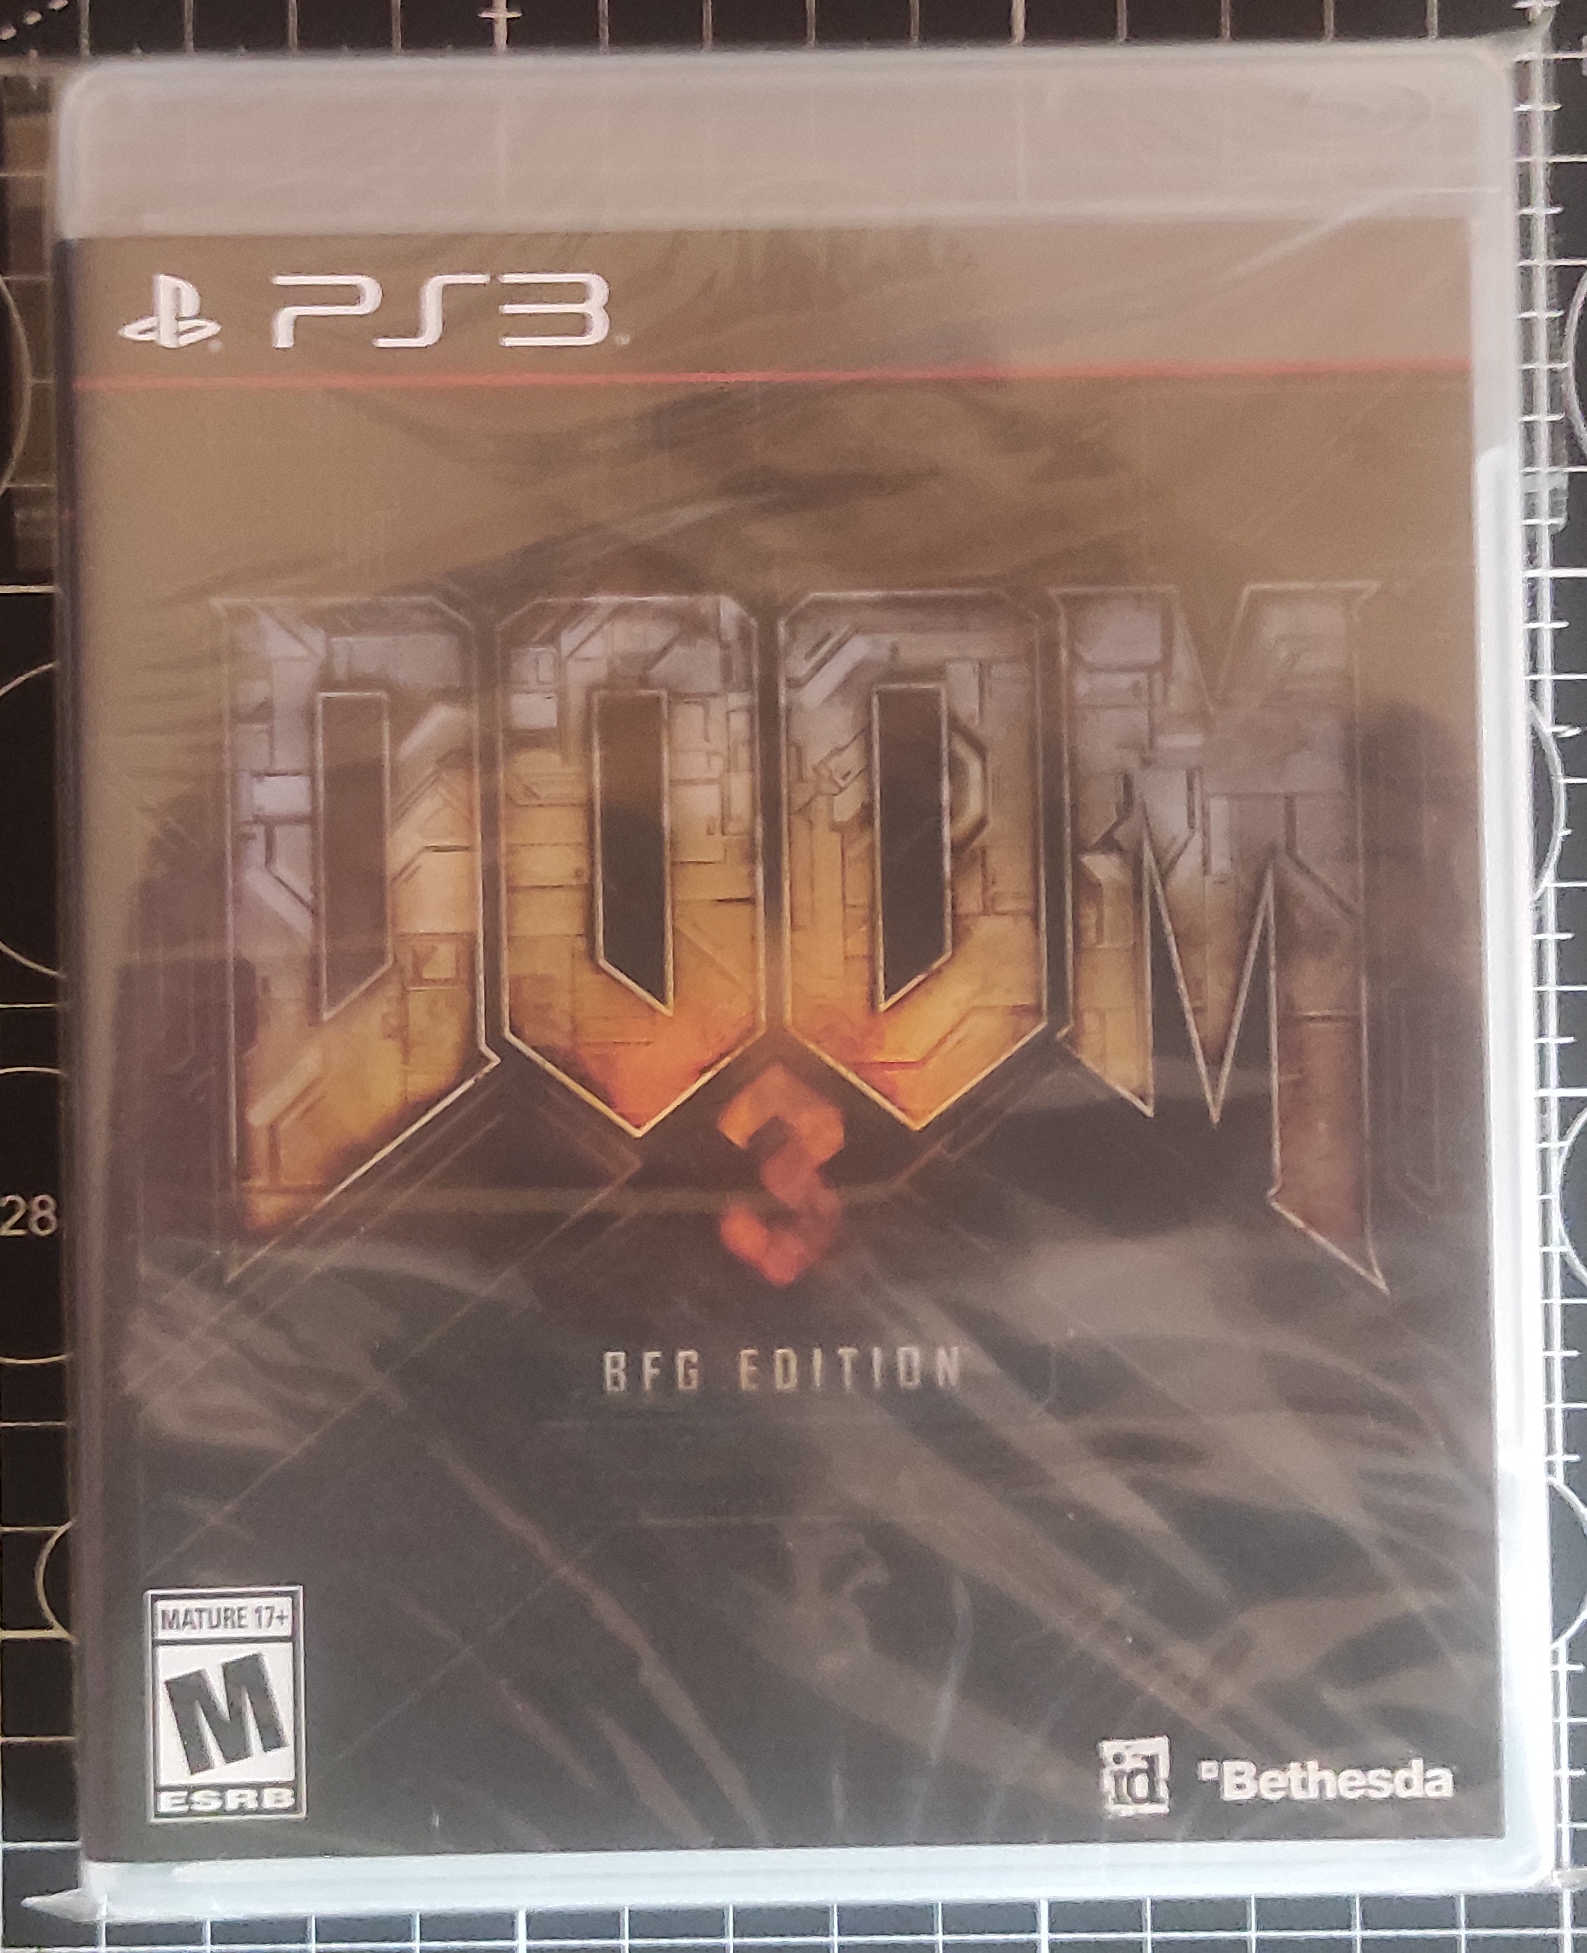 PS3
DOOM
3
BFG EDITION
28
MATURE 17+
M
ESRB
id
Bethesda